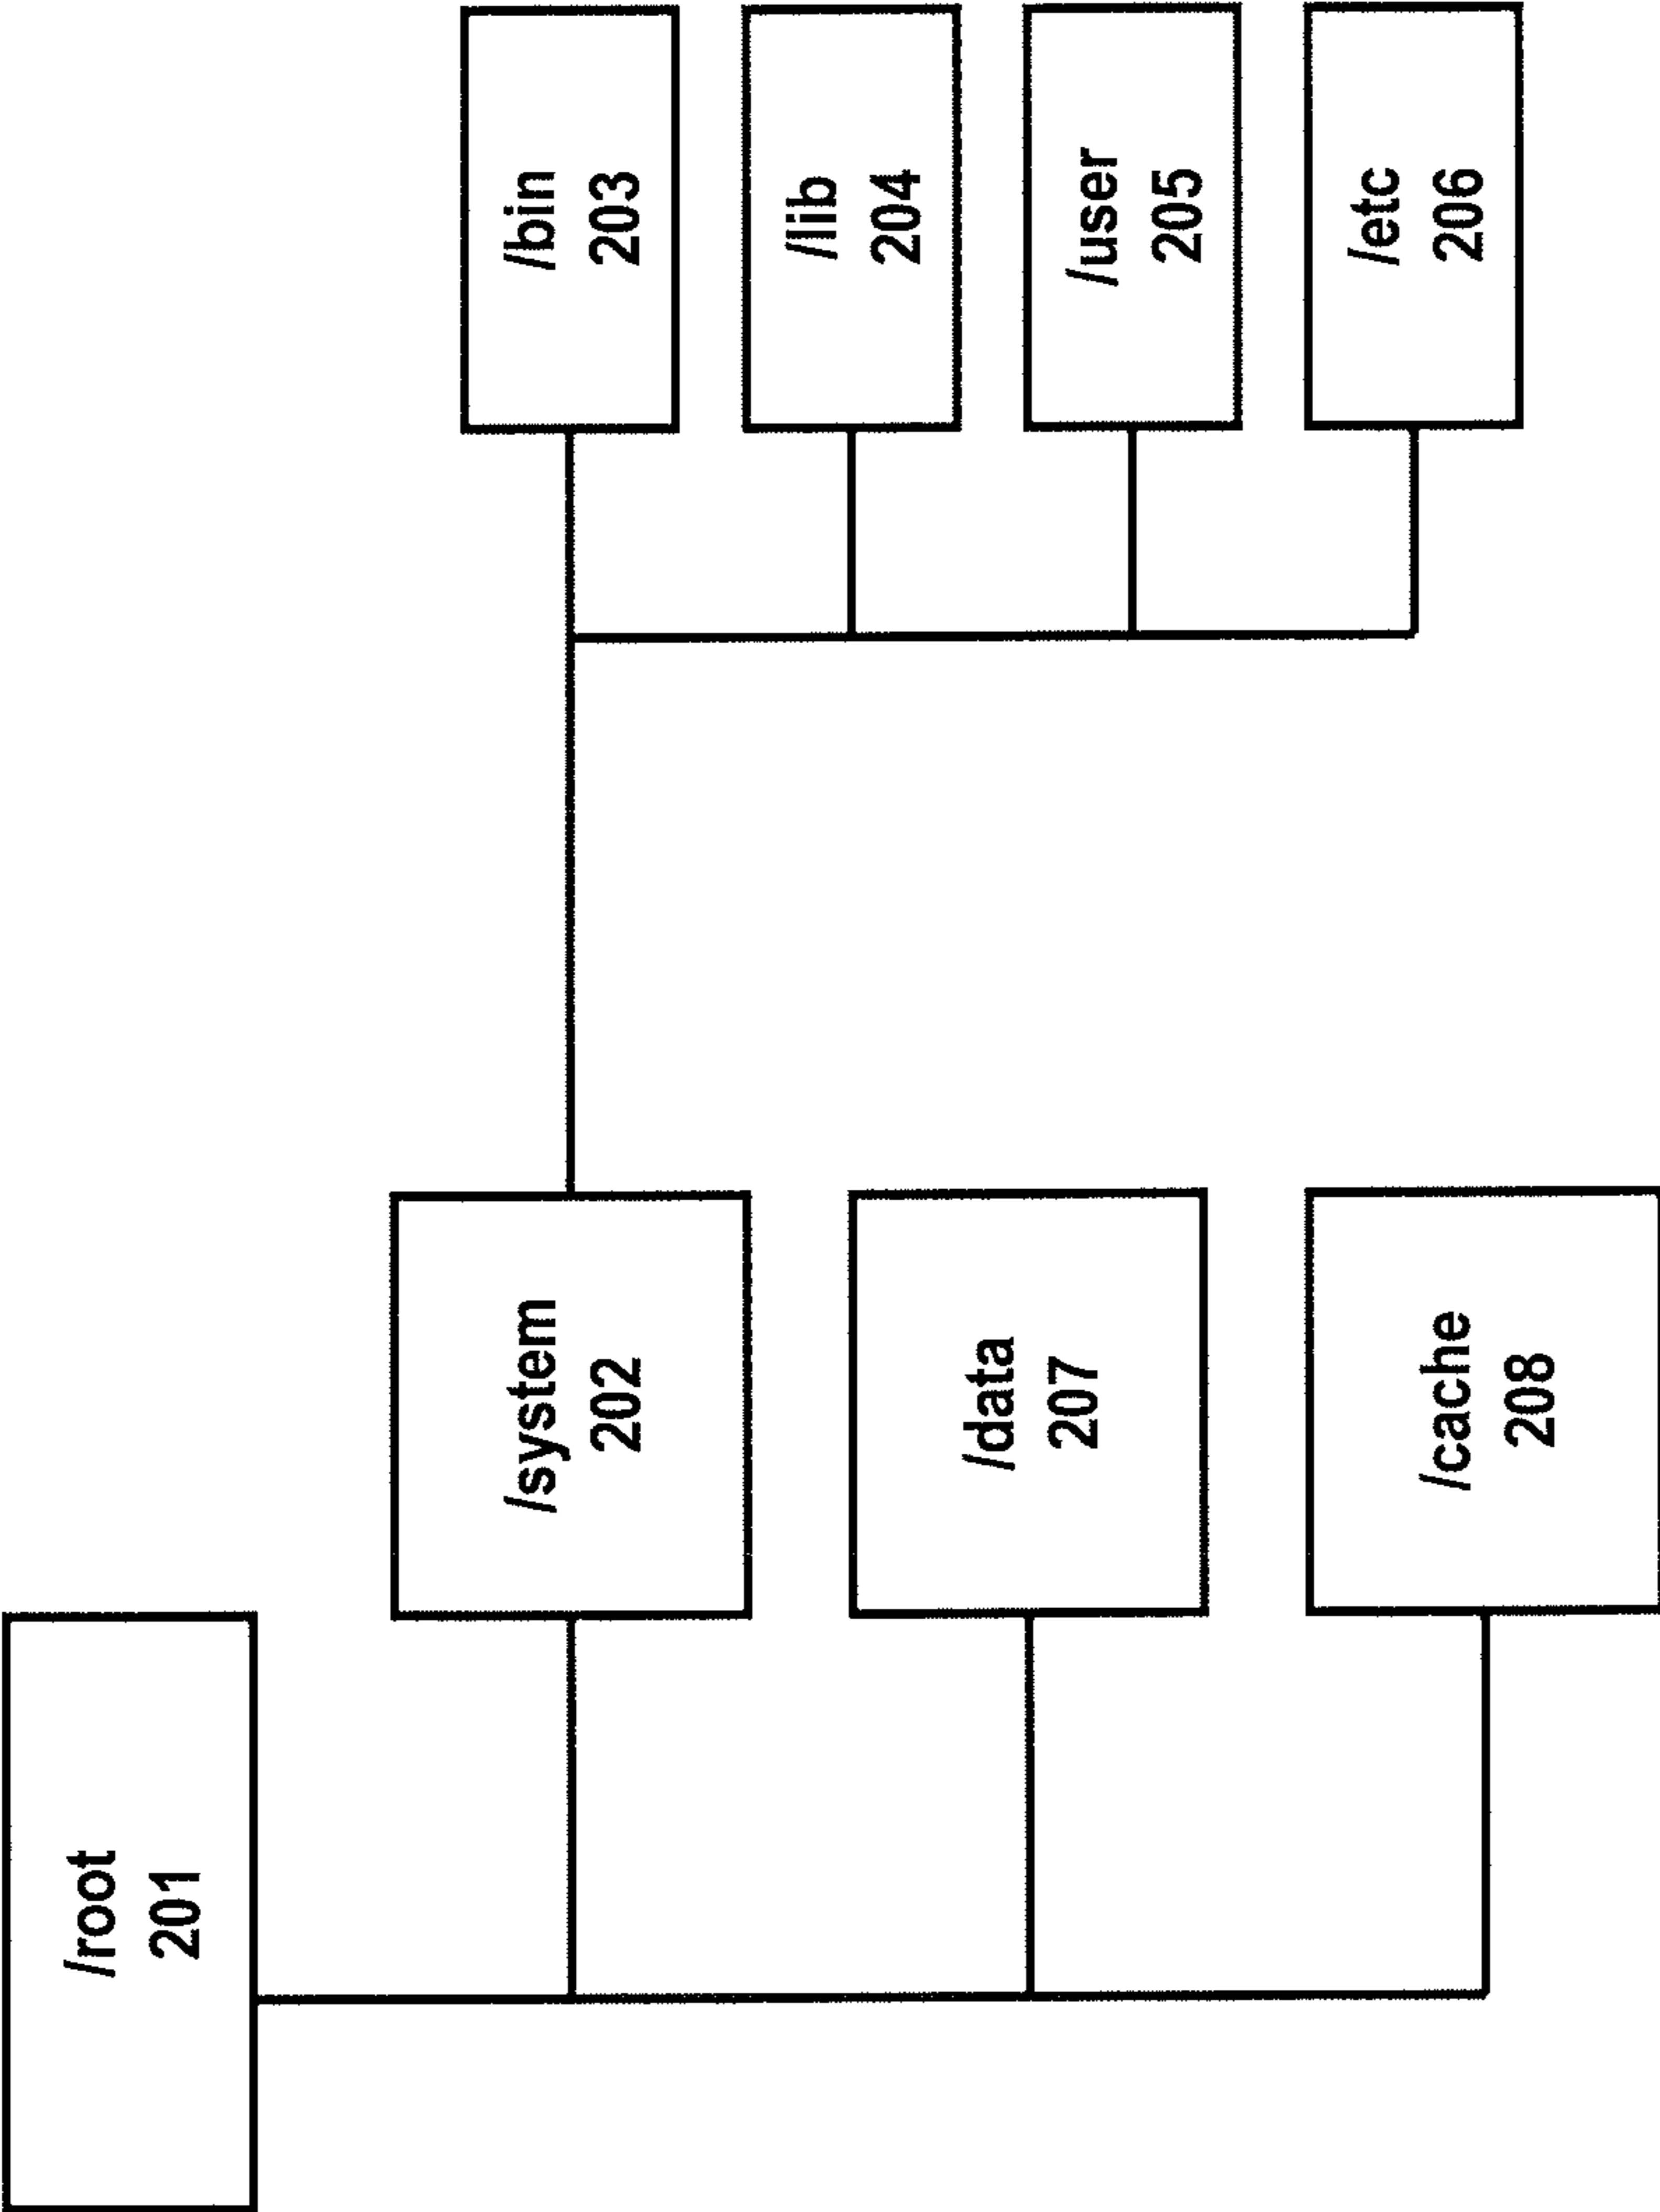 /root
201
/system
202
/bin
203
/lib
204
/user
205
/etc
206
/data
207
/cache
208